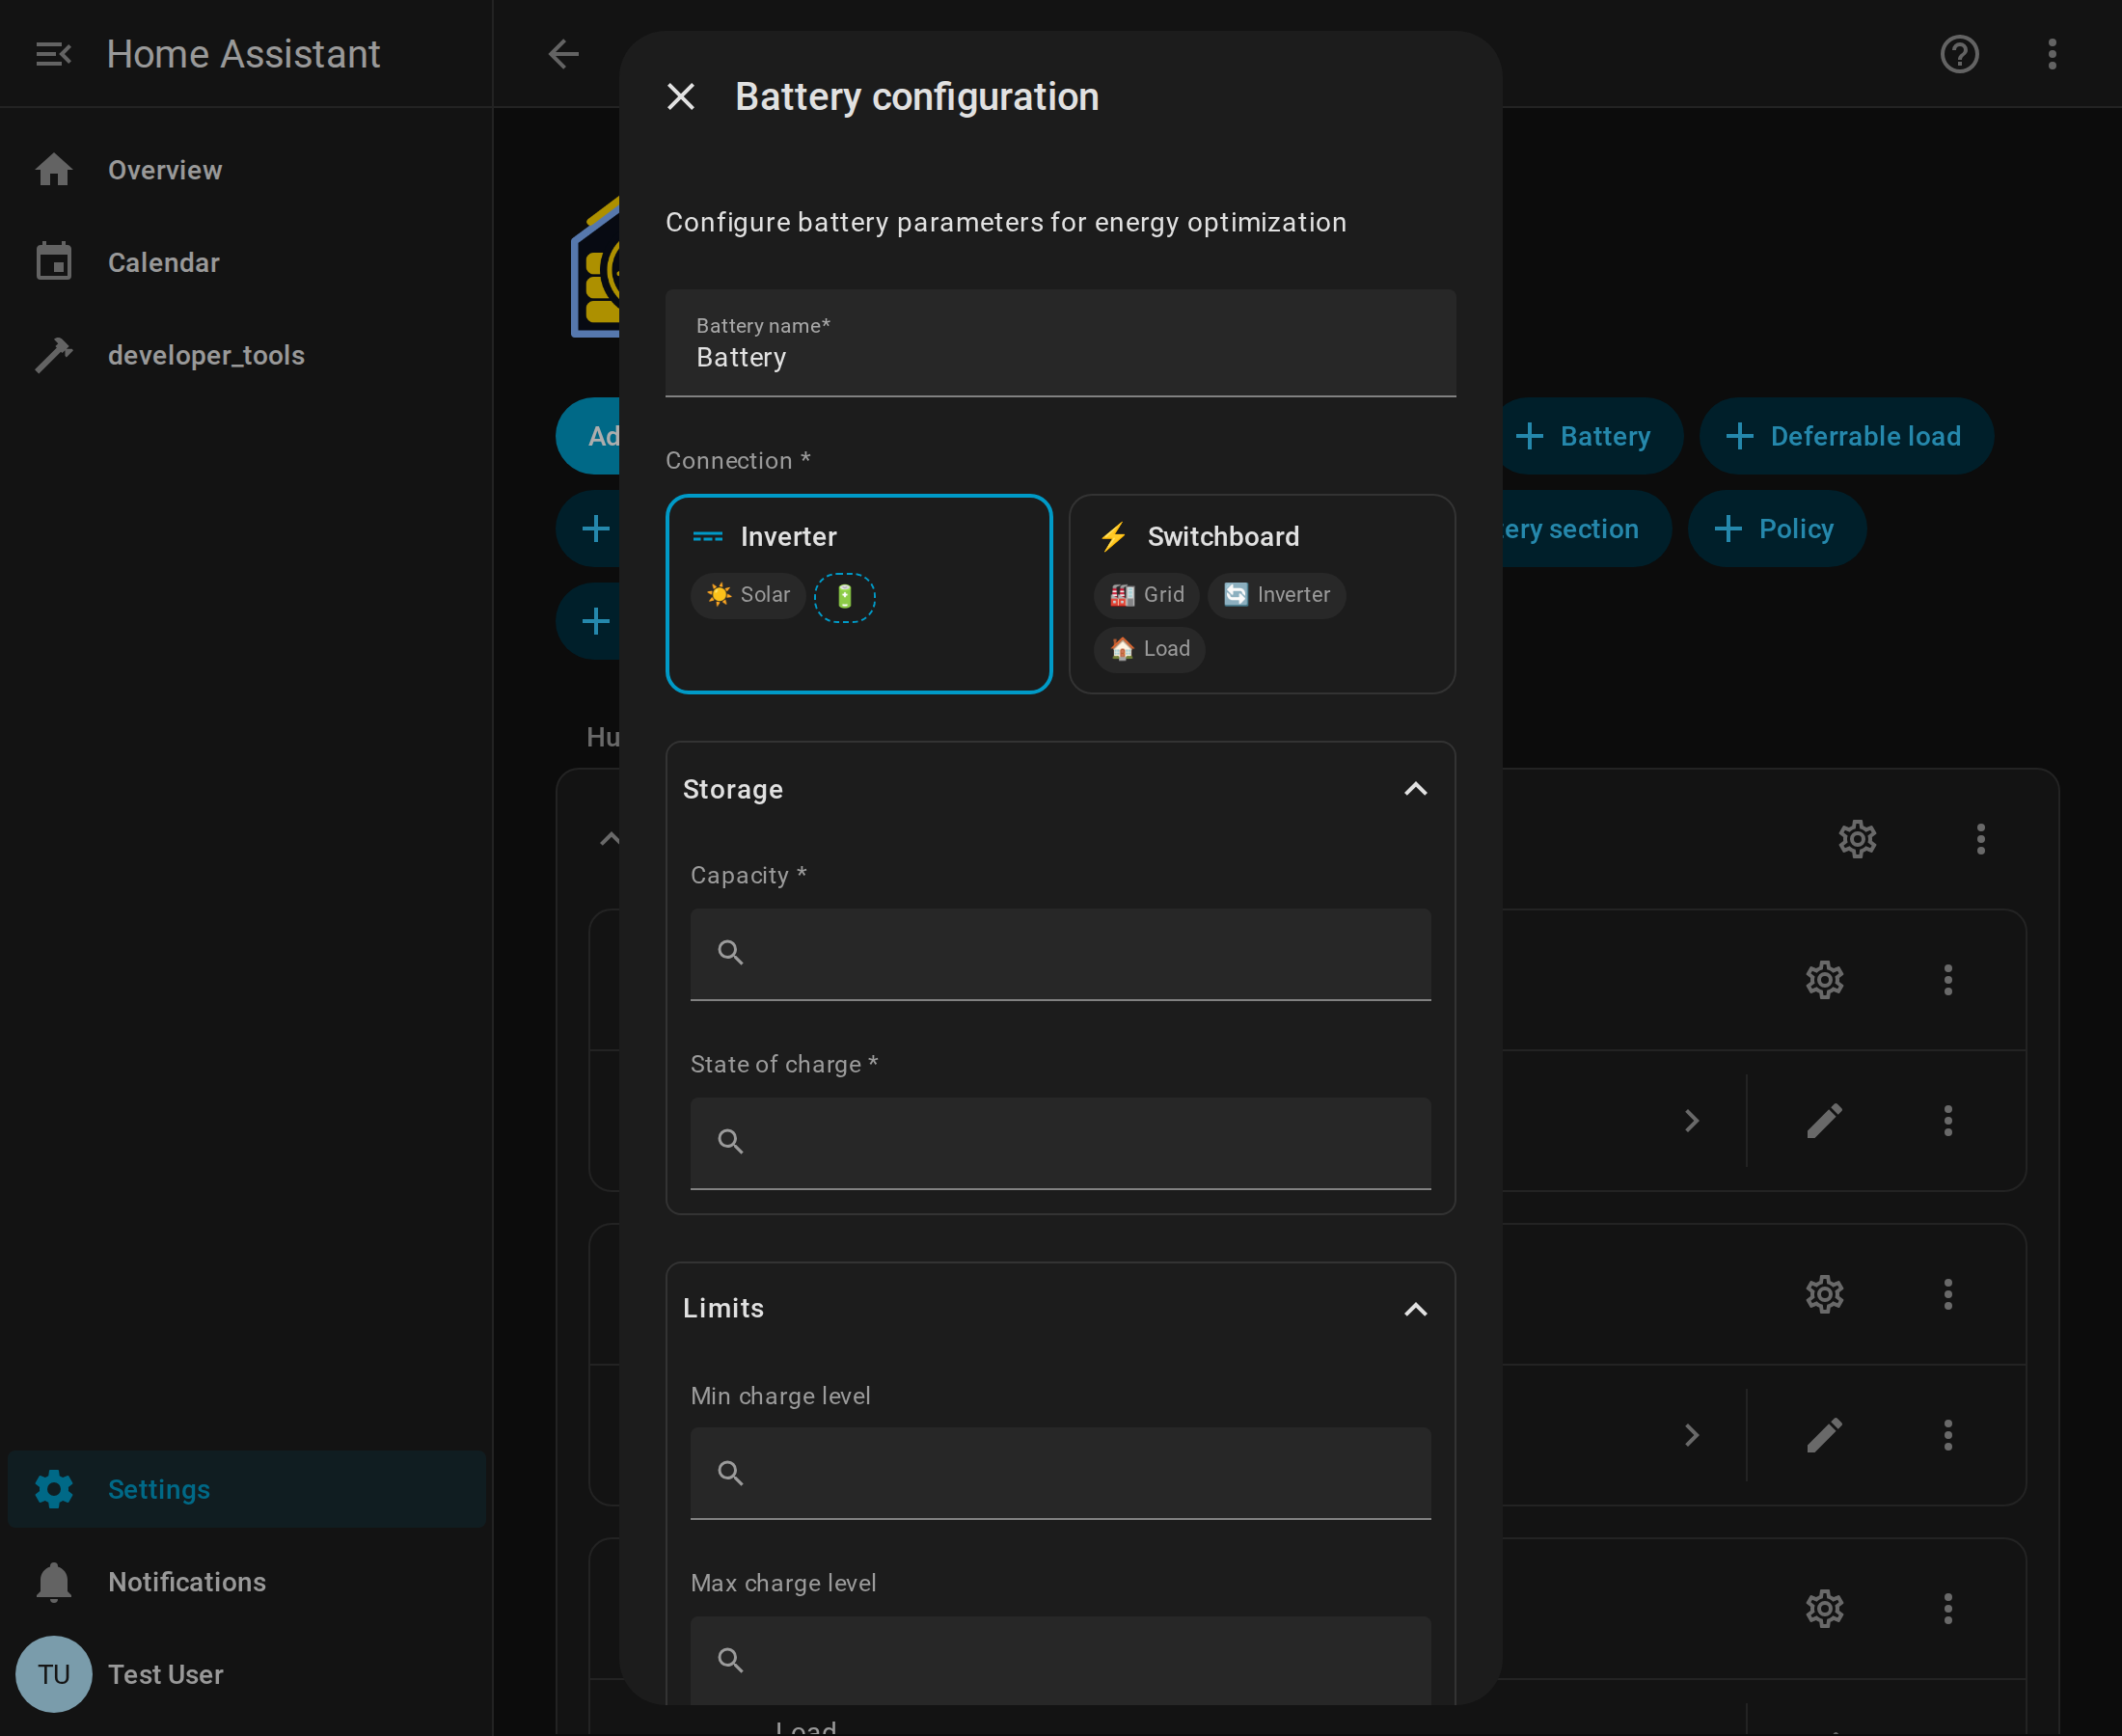 Home Assistant
Overview
Calendar
developer_tools
Settings
Notifications
TU
Test User
Battery configuration
Configure battery parameters for energy optimization
Battery name*
Battery
Connection *
Inverter
Solar
Switchboard
Grid
Inverter
Load
Storage
Capacity *
State of charge *
Limits
Min charge level
Max charge level
Ad
Battery
Deferrable load
ery section
Policy
Hu
Load